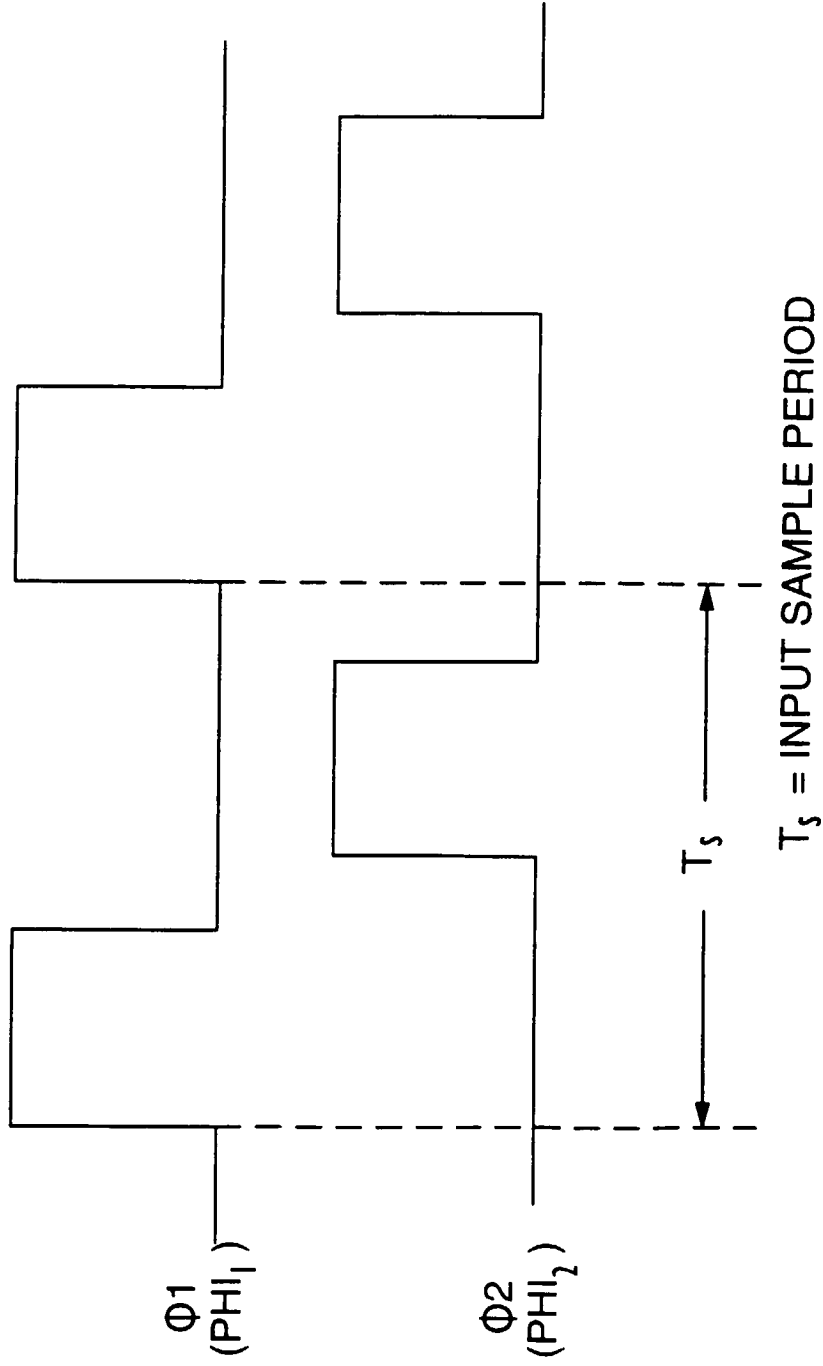 Φ1
(PHI₁)
Φ2
(PHI₂)
Tₛ
Tₛ = INPUT SAMPLE PERIOD